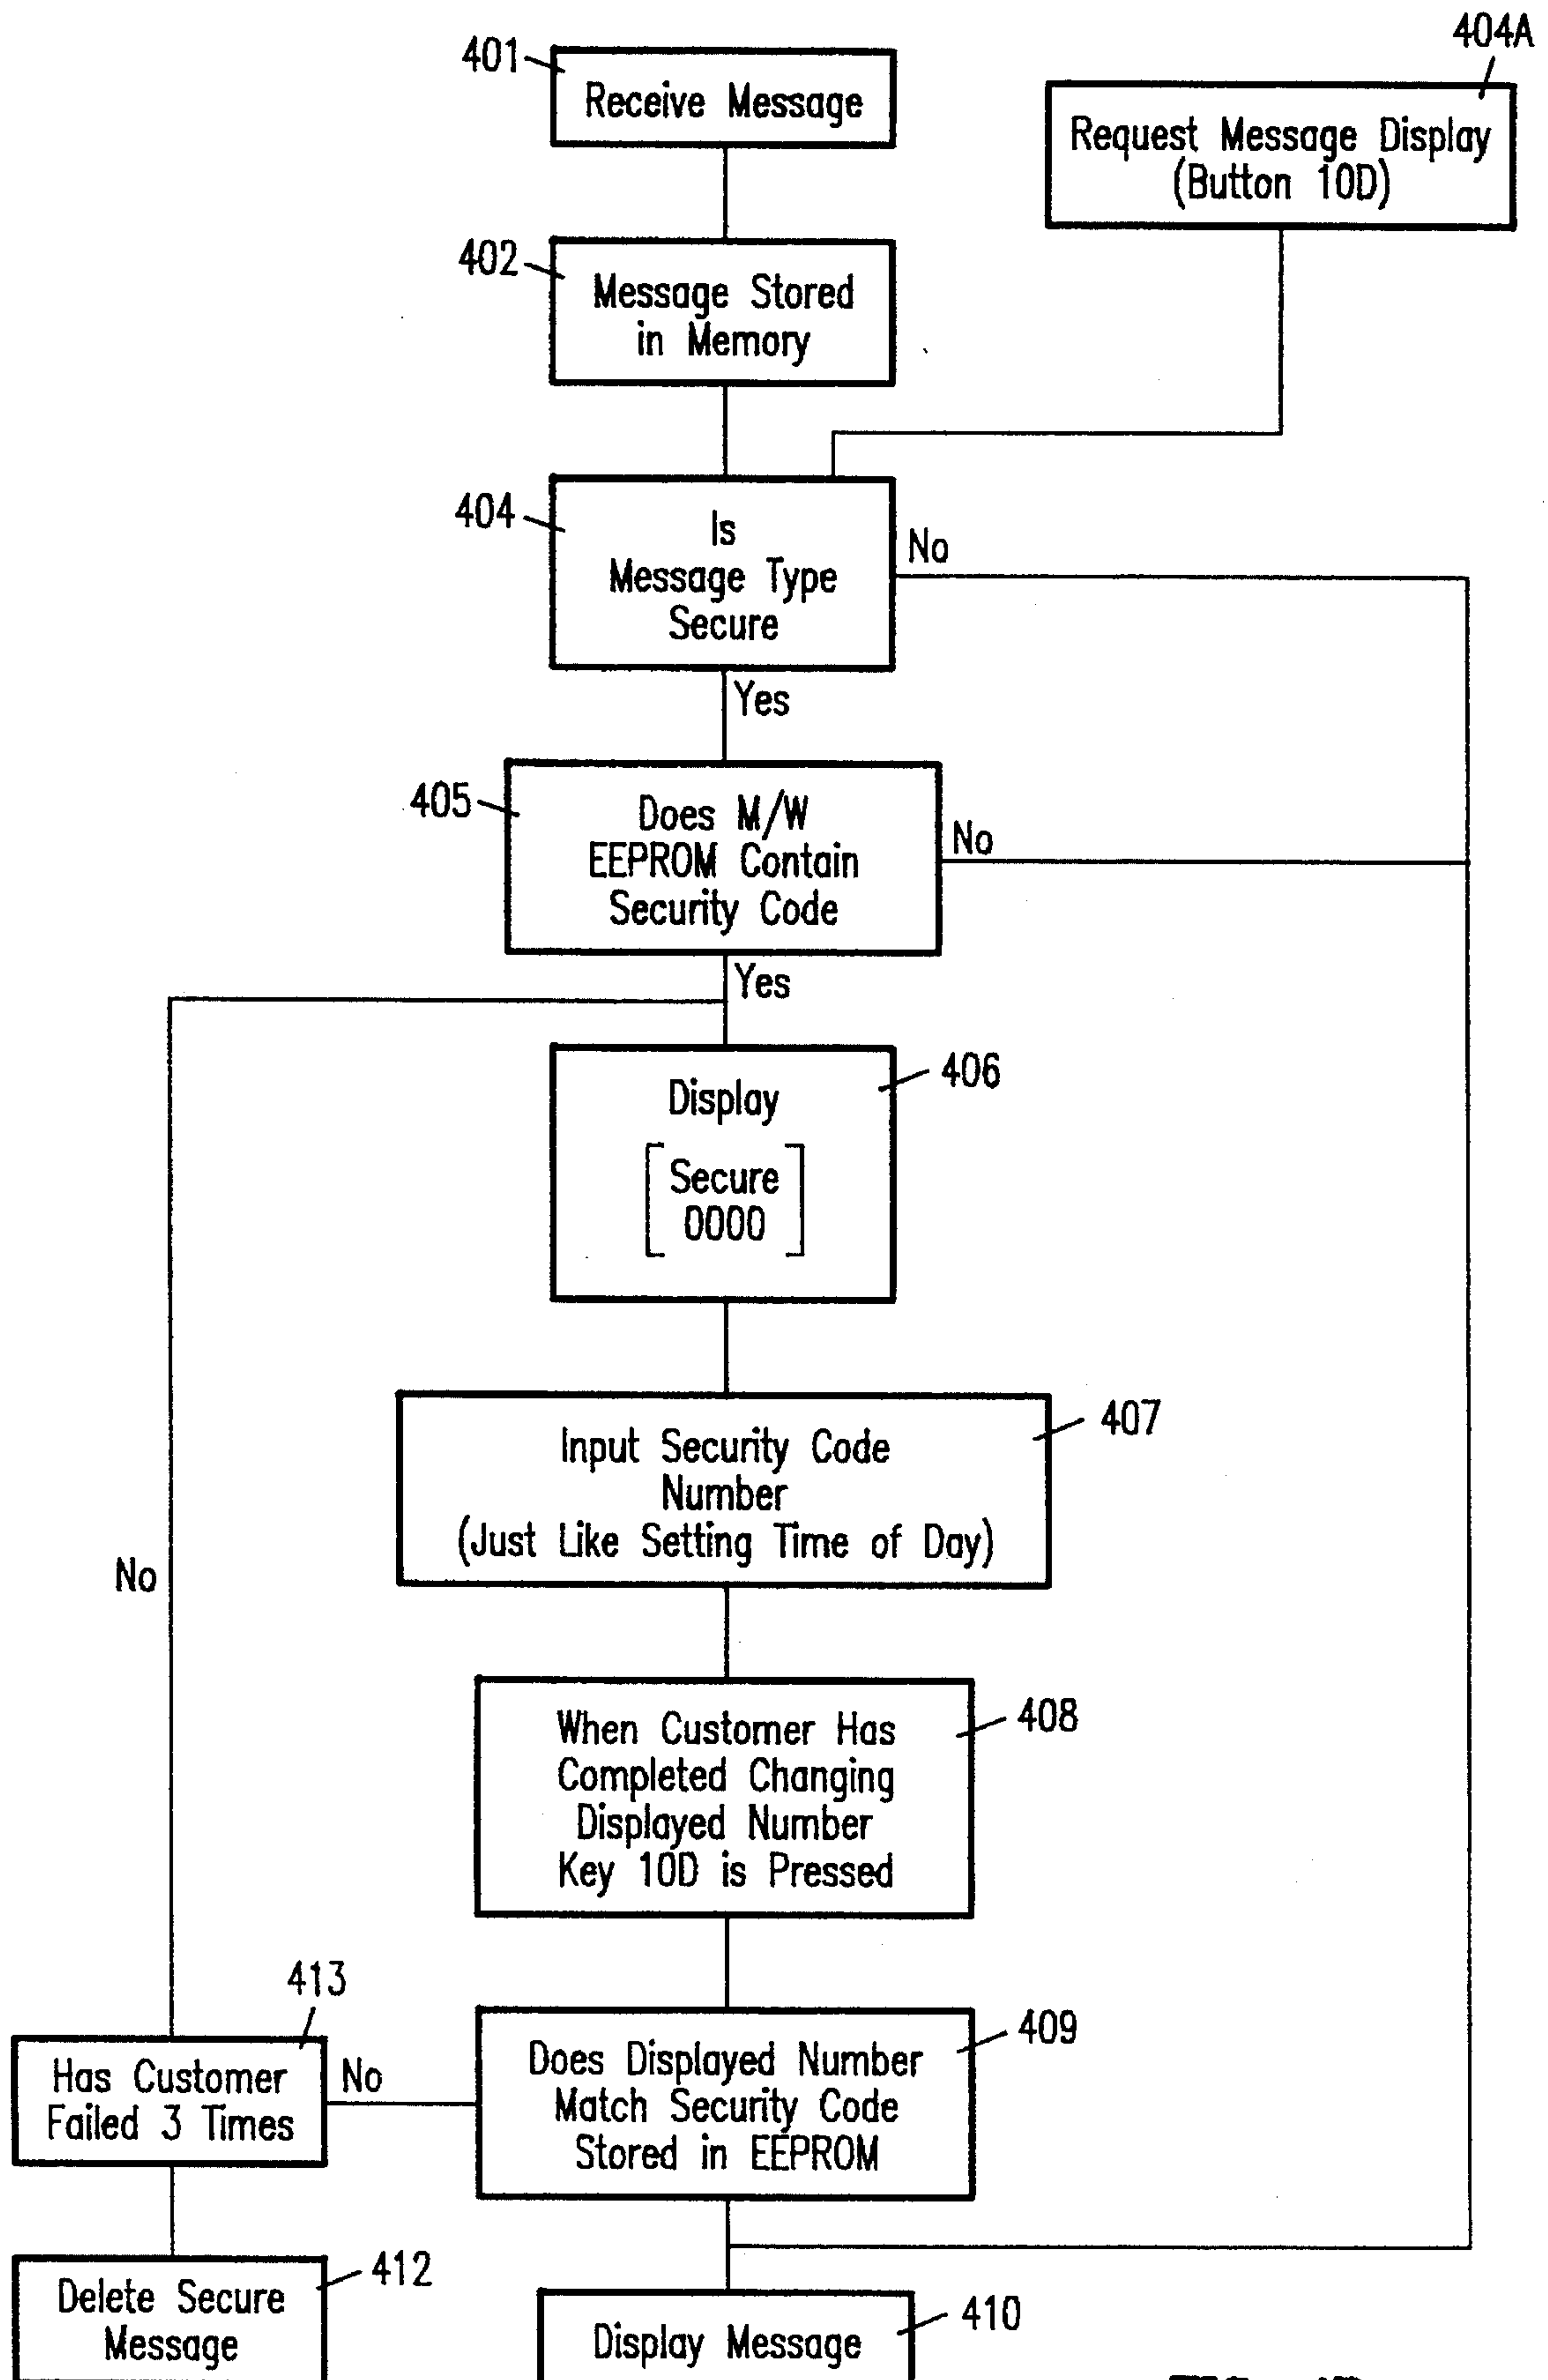 401
Receive Message
404A
Request Message Display
(Button 10D)
402
Message Stored
in Memory
404
Is
Message Type
Secure
No
Yes
405
Does M/W
EEPROM Contain
Security Code
No
Yes
406
Display
Secure
0000
407
Input Security Code
Number
(Just Like Setting Time of Day)
No
408
When Customer Has
Completed Changing
Displayed Number
Key 10D is Pressed
413
Has Customer
Failed 3 Times
No
409
Does Displayed Number
Match Security Code
Stored in EEPROM
412
Delete Secure
Message
410
Display Message